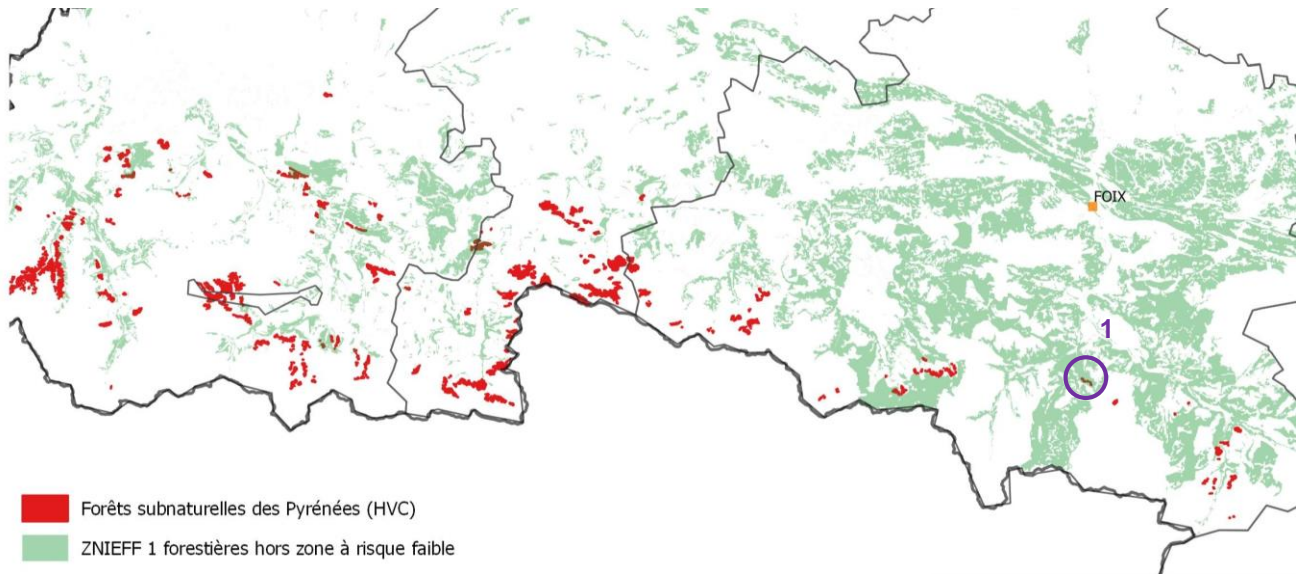 FOIX
1
Forêts subnaturelles des Pyrénées (HVC)
ZNIEFF 1 forestières hors zone à risque faible